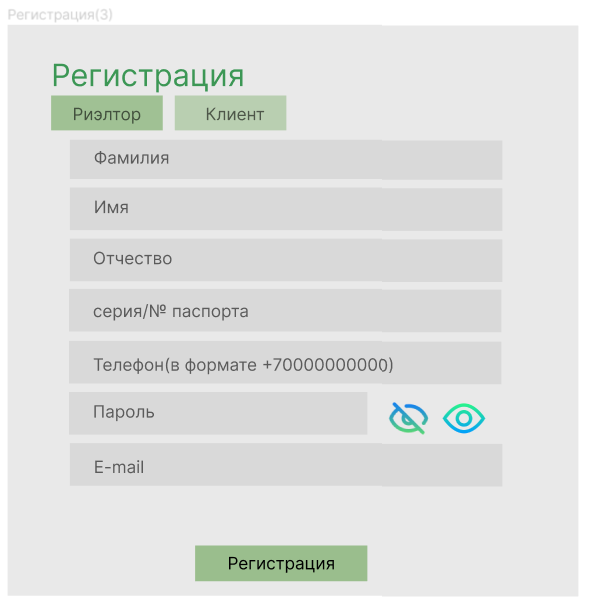 Регистрация(3)
Регистрация
Риэлтор Клиент
Фамилия
Имя
Отчество
серия/№ паспорта
Телефон(в формате +70000000000)
Пароль
E-mail
Регистрация